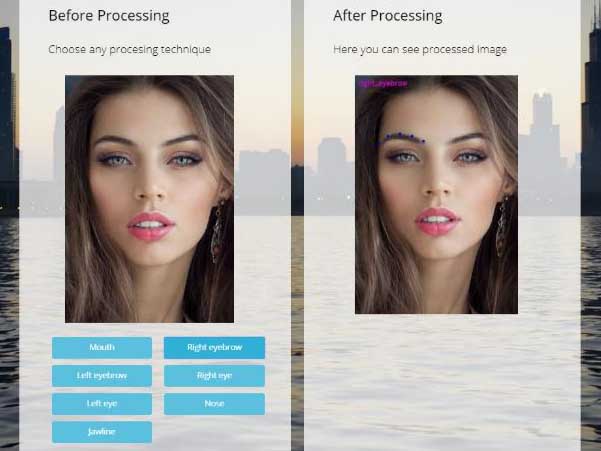 Before Processing
After Processing
Choose any procesing technique
Here you can see processed image
right_eyebrow
Mouth
Right eyebrow
Left eyebrow
Right eye
Left eye
Nose
Jawline